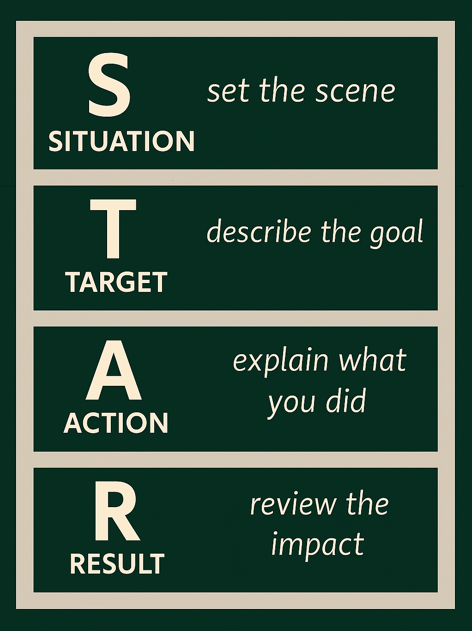 S
SITUATION
set the scene
T
TARGET
describe the goal
A
ACTION
explain what
you did
R
RESULT
review the
impact